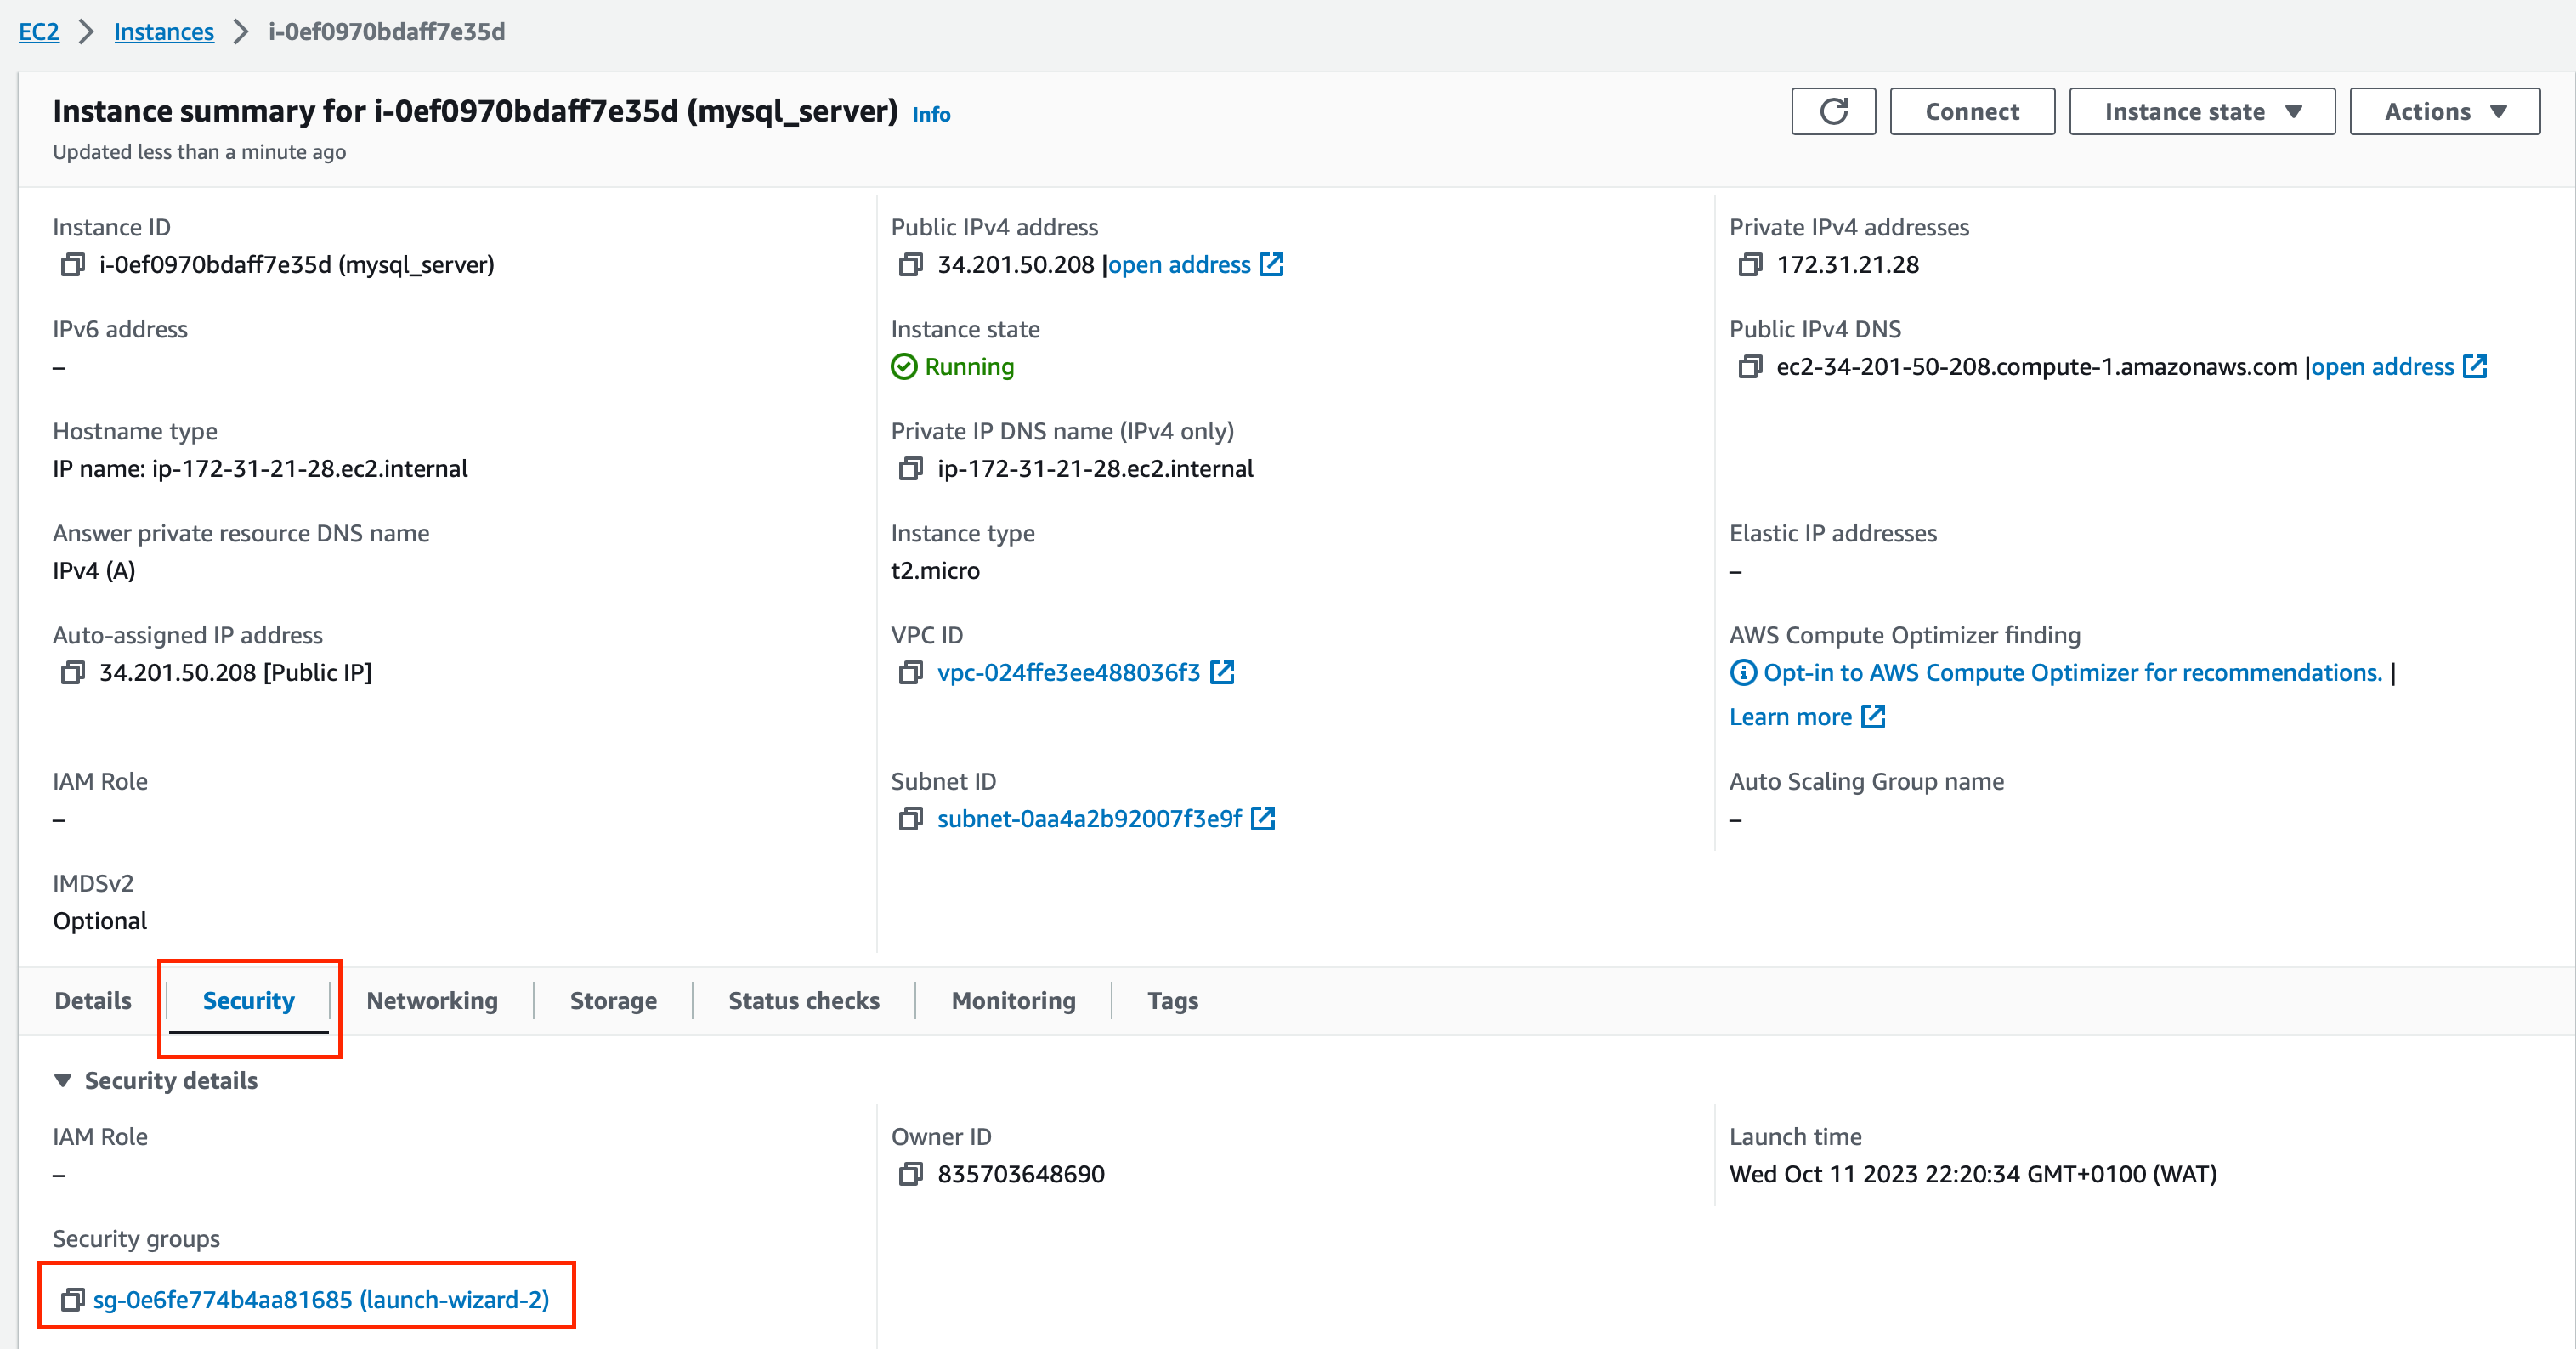 EC2 > Instances > i-0ef0970bdaff7e35d
Instance summary for i-0ef0970bdaff7e35d (mysql_server) Info
Updated less than a minute ago
Connect
Instance state ▼
Actions ▼
Instance ID
i-0ef0970bdaff7e35d (mysql_server)
Public IPv4 address
34.201.50.208 |open address
Private IPv4 addresses
172.31.21.28
IPv6 address
–
Instance state
Running
Public IPv4 DNS
ec2-34-201-50-208.compute-1.amazonaws.com |open address
Hostname type
IP name: ip-172-31-21-28.ec2.internal
Private IP DNS name (IPv4 only)
ip-172-31-21-28.ec2.internal
Answer private resource DNS name
IPv4 (A)
Instance type
t2.micro
Elastic IP addresses
–
Auto-assigned IP address
34.201.50.208 [Public IP]
VPC ID
vpc-024ffe3ee488036f3
AWS Compute Optimizer finding
Opt-in to AWS Compute Optimizer for recommendations. |
Learn more
IAM Role
–
Subnet ID
subnet-0aa4a2b92007f3e9f
Auto Scaling Group name
–
IMDSv2
Optional
Details
Security
Networking
Storage
Status checks
Monitoring
Tags
▼ Security details
IAM Role
–
Owner ID
835703648690
Launch time
Wed Oct 11 2023 22:20:34 GMT+0100 (WAT)
Security groups
sg-0e6fe774b4aa81685 (launch-wizard-2)